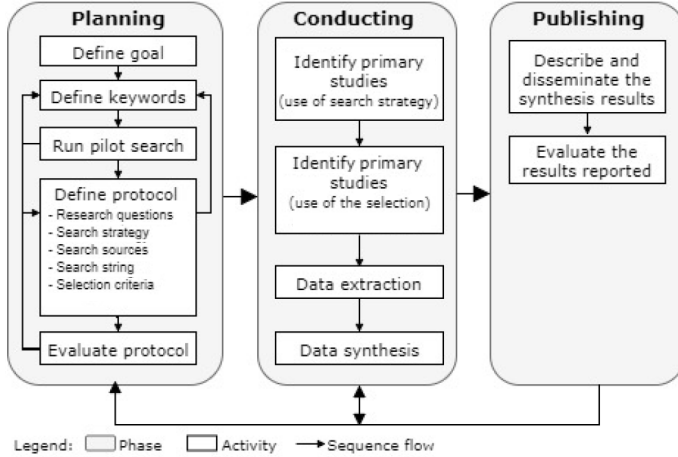 Planning
Define goal
Define keywords
Run pilot search
Define protocol
- Research questions
- Search strategy
- Search sources
- Search string
- Selection criteria
Evaluate protocol
Conducting
Identify primary
studies
(use of search strategy)
Identify primary
studies
(use of the selection)
Data extraction
Data synthesis
Publishing
Describe and
disseminate the
synthesis results
Evaluate the
results reported
Legend:
Phase
Activity
Sequence flow